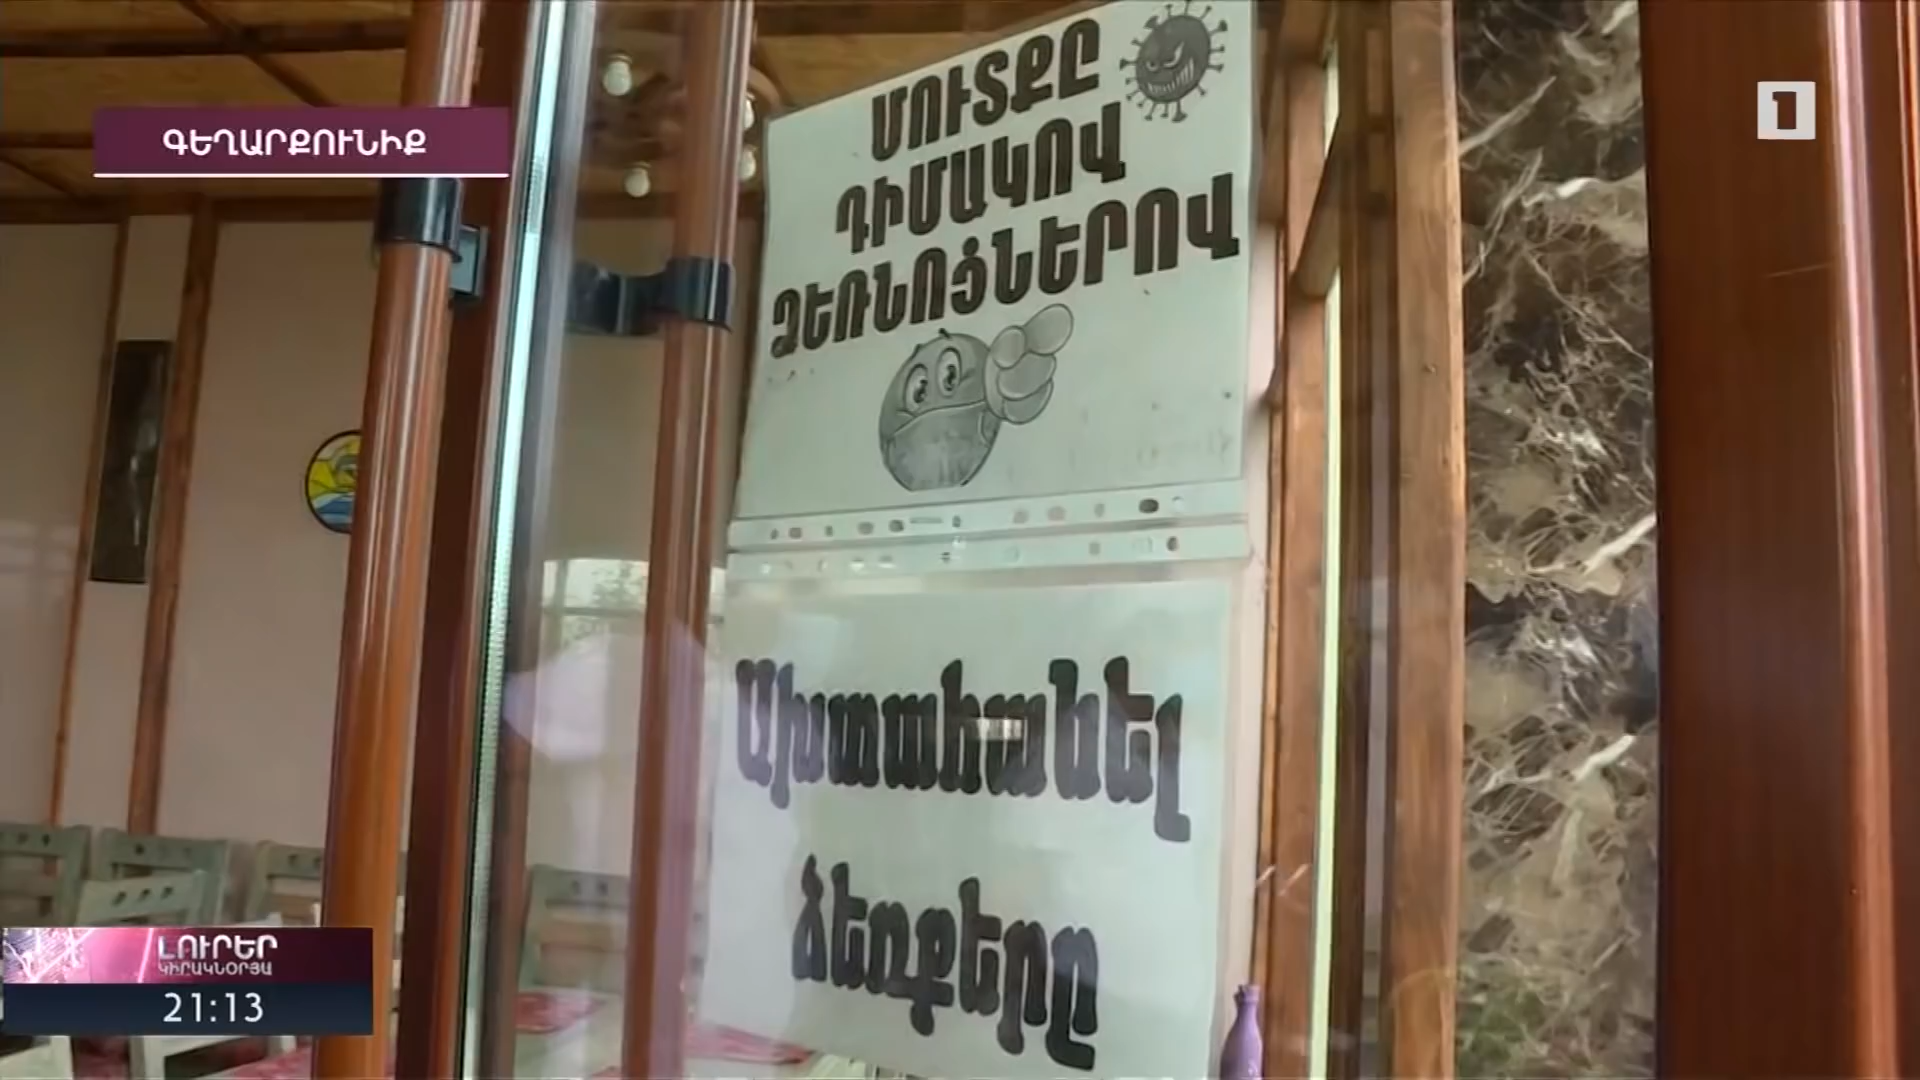 ԳԵՂԱՐՔՈՒՆԻՔ
1
ՄՈՒՏՔԸ
ԴԻՄԱԿՈՎ
ՁԵՌՆՈՑՆԵՐՈՎ
Ախտահանել
ձեռքերը
ԼՈՒՐԵՐ
ԿԻՐԱԿՆՕՐՅԱ
21:13